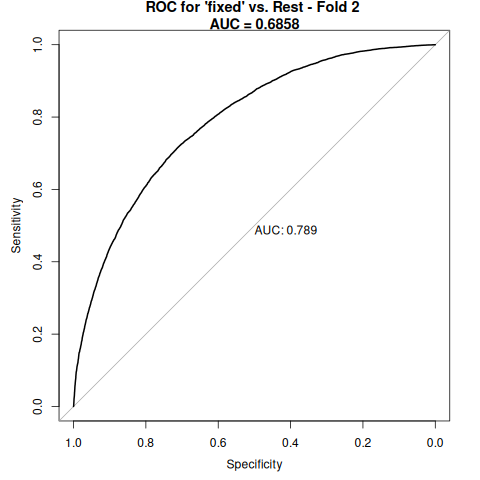 ROC for 'fixed' vs. Rest - Fold 2
AUC = 0.6858
1.0
0.8
0.6
0.4
0.2
0.0
Sensitivity
AUC: 0.789
1.0 0.8 0.6 0.4 0.2 0.0
Specificity